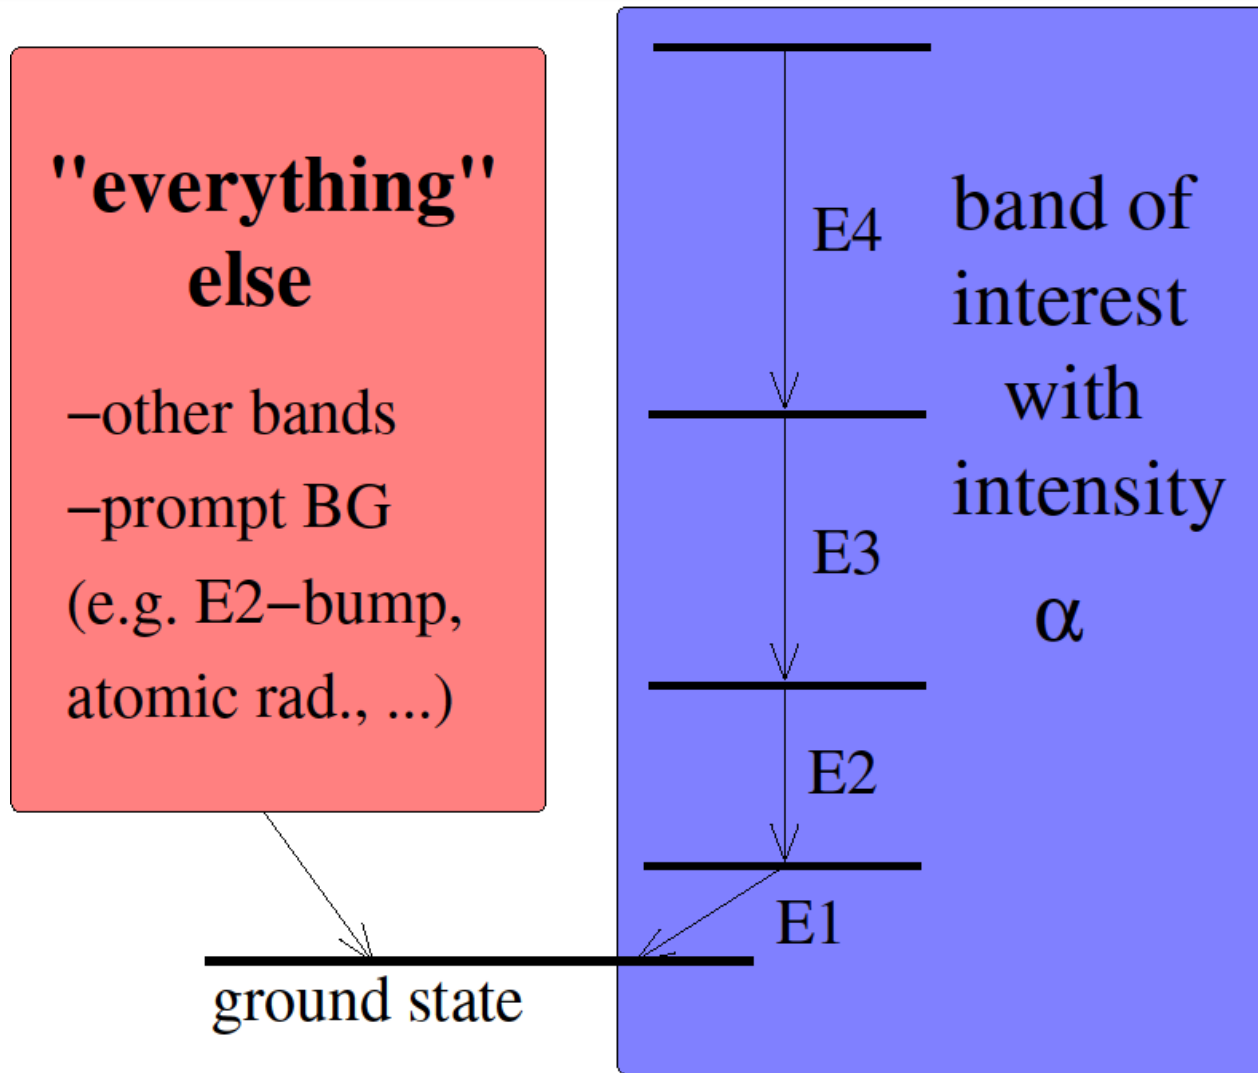 "everything"
else
−other bands
−prompt BG
(e.g. E2−bump,
atomic rad., ...)
E4
band of
interest
with
intensity
α
E3
E2
E1
ground state